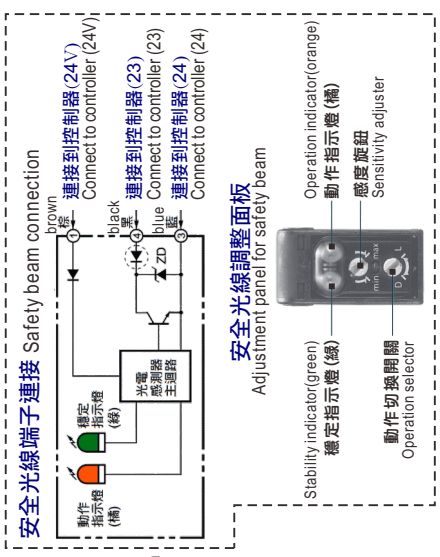 安全光線端子連接 Safety beam connection
動作
指示燈
(橘)
穩定
指示燈
(綠)
光電
感測器
主迴路
ZD
brown
棕
1
連接到控制器(24V)
Connect to controller (24V)
black
黑
4
連接到控制器(23)
Connect to controller (23)
blue
藍
3
連接到控制器(24)
Connect to controller (24)
安全光線調整面板
Adjustment panel for safety beam
Stability indicator(green)
穩定指示燈(綠)
動作切換開關
Operation selector
Operation indicator(orange)
動作指示燈(橘)
感度旋鈕
Sensitivity adjuster
min
max
D
L